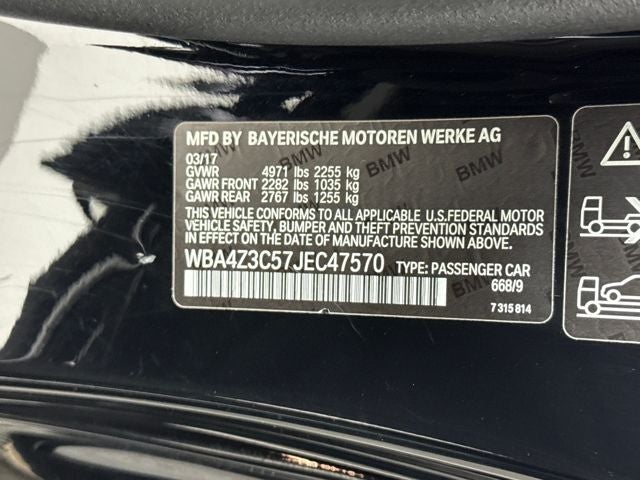 MFD BY BAYERISCHE MOTOREN WERKE AG
03/17
GVWR 4971 lbs 2255 kg
GAWR FRONT 2282 lbs 1035 kg
GAWR REAR 2767 lbs 1255 kg
THIS VEHICLE CONFORMS TO ALL APPLICABLE U.S.FEDERAL MOTOR
VEHICLE SAFETY, BUMPER AND THEFT PREVENTION STANDARDS
IN EFFECT ON THE DATE OF MANUFACTURE SHOWN ABOVE.
WBA4Z3C57JEC47570 TYPE: PASSENGER CAR
668/9
7 315 814
BMW
BMW
BMW